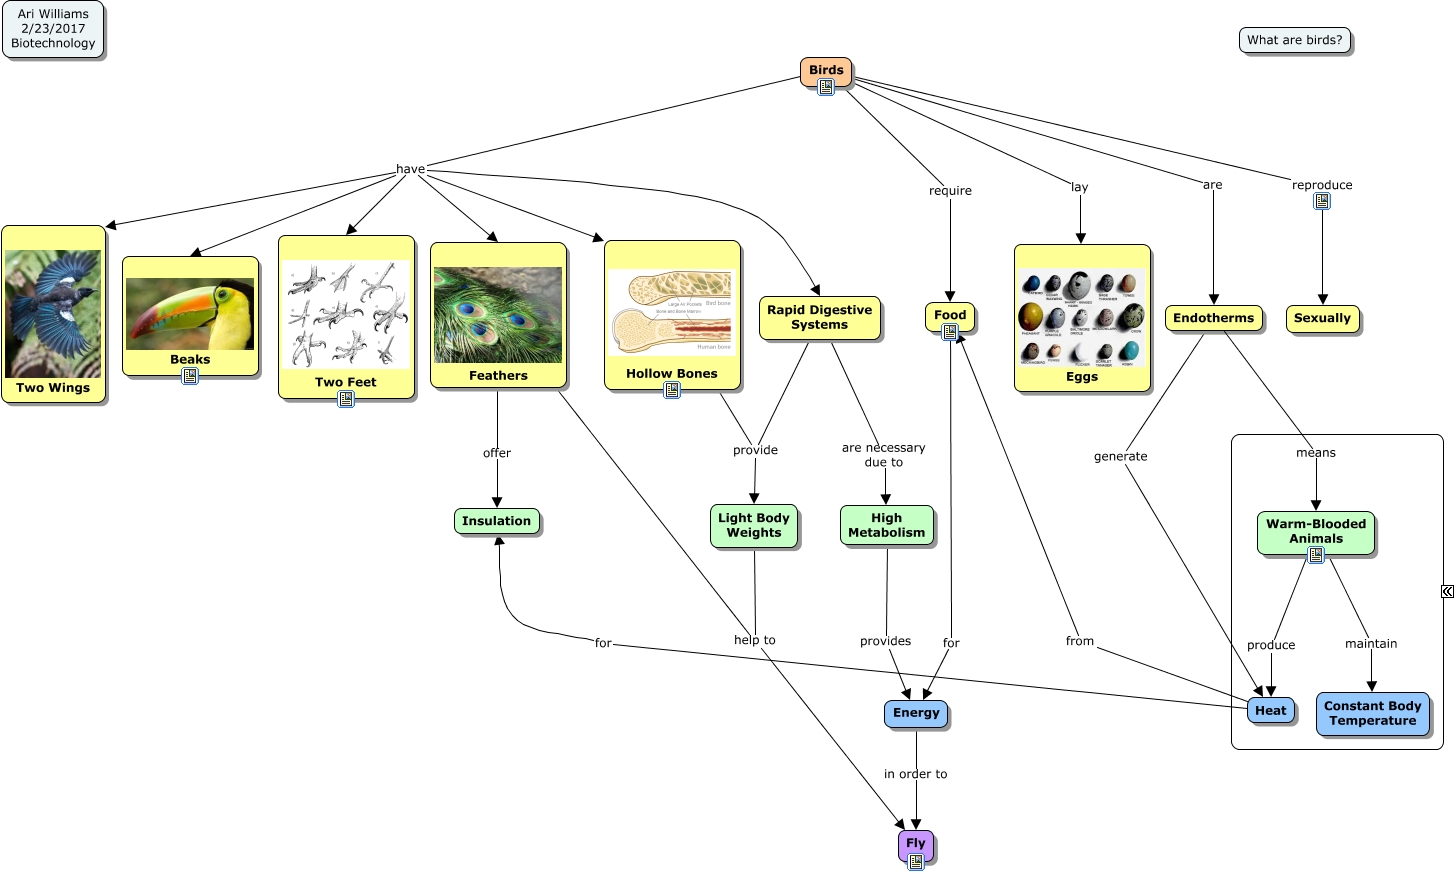 Ari Williams
2/23/2017
Biotechnology
What are birds?
Birds
have
require
lay
are
reproduce
Two Wings
Beaks
Two Feet
Feathers
Large Air Pockets
Bird bone
Bone and Bone Marrow
Human bone
Hollow Bones
Rapid Digestive
Systems
Food
Eggs
Endotherms
Sexually
offer
provide
are necessary
due to
generate
means
Insulation
Light Body
Weights
High
Metabolism
Warm-Blooded
Animals
for
help to
provides
for
from
produce
maintain
Energy
Heat
Constant Body
Temperature
in order to
Fly